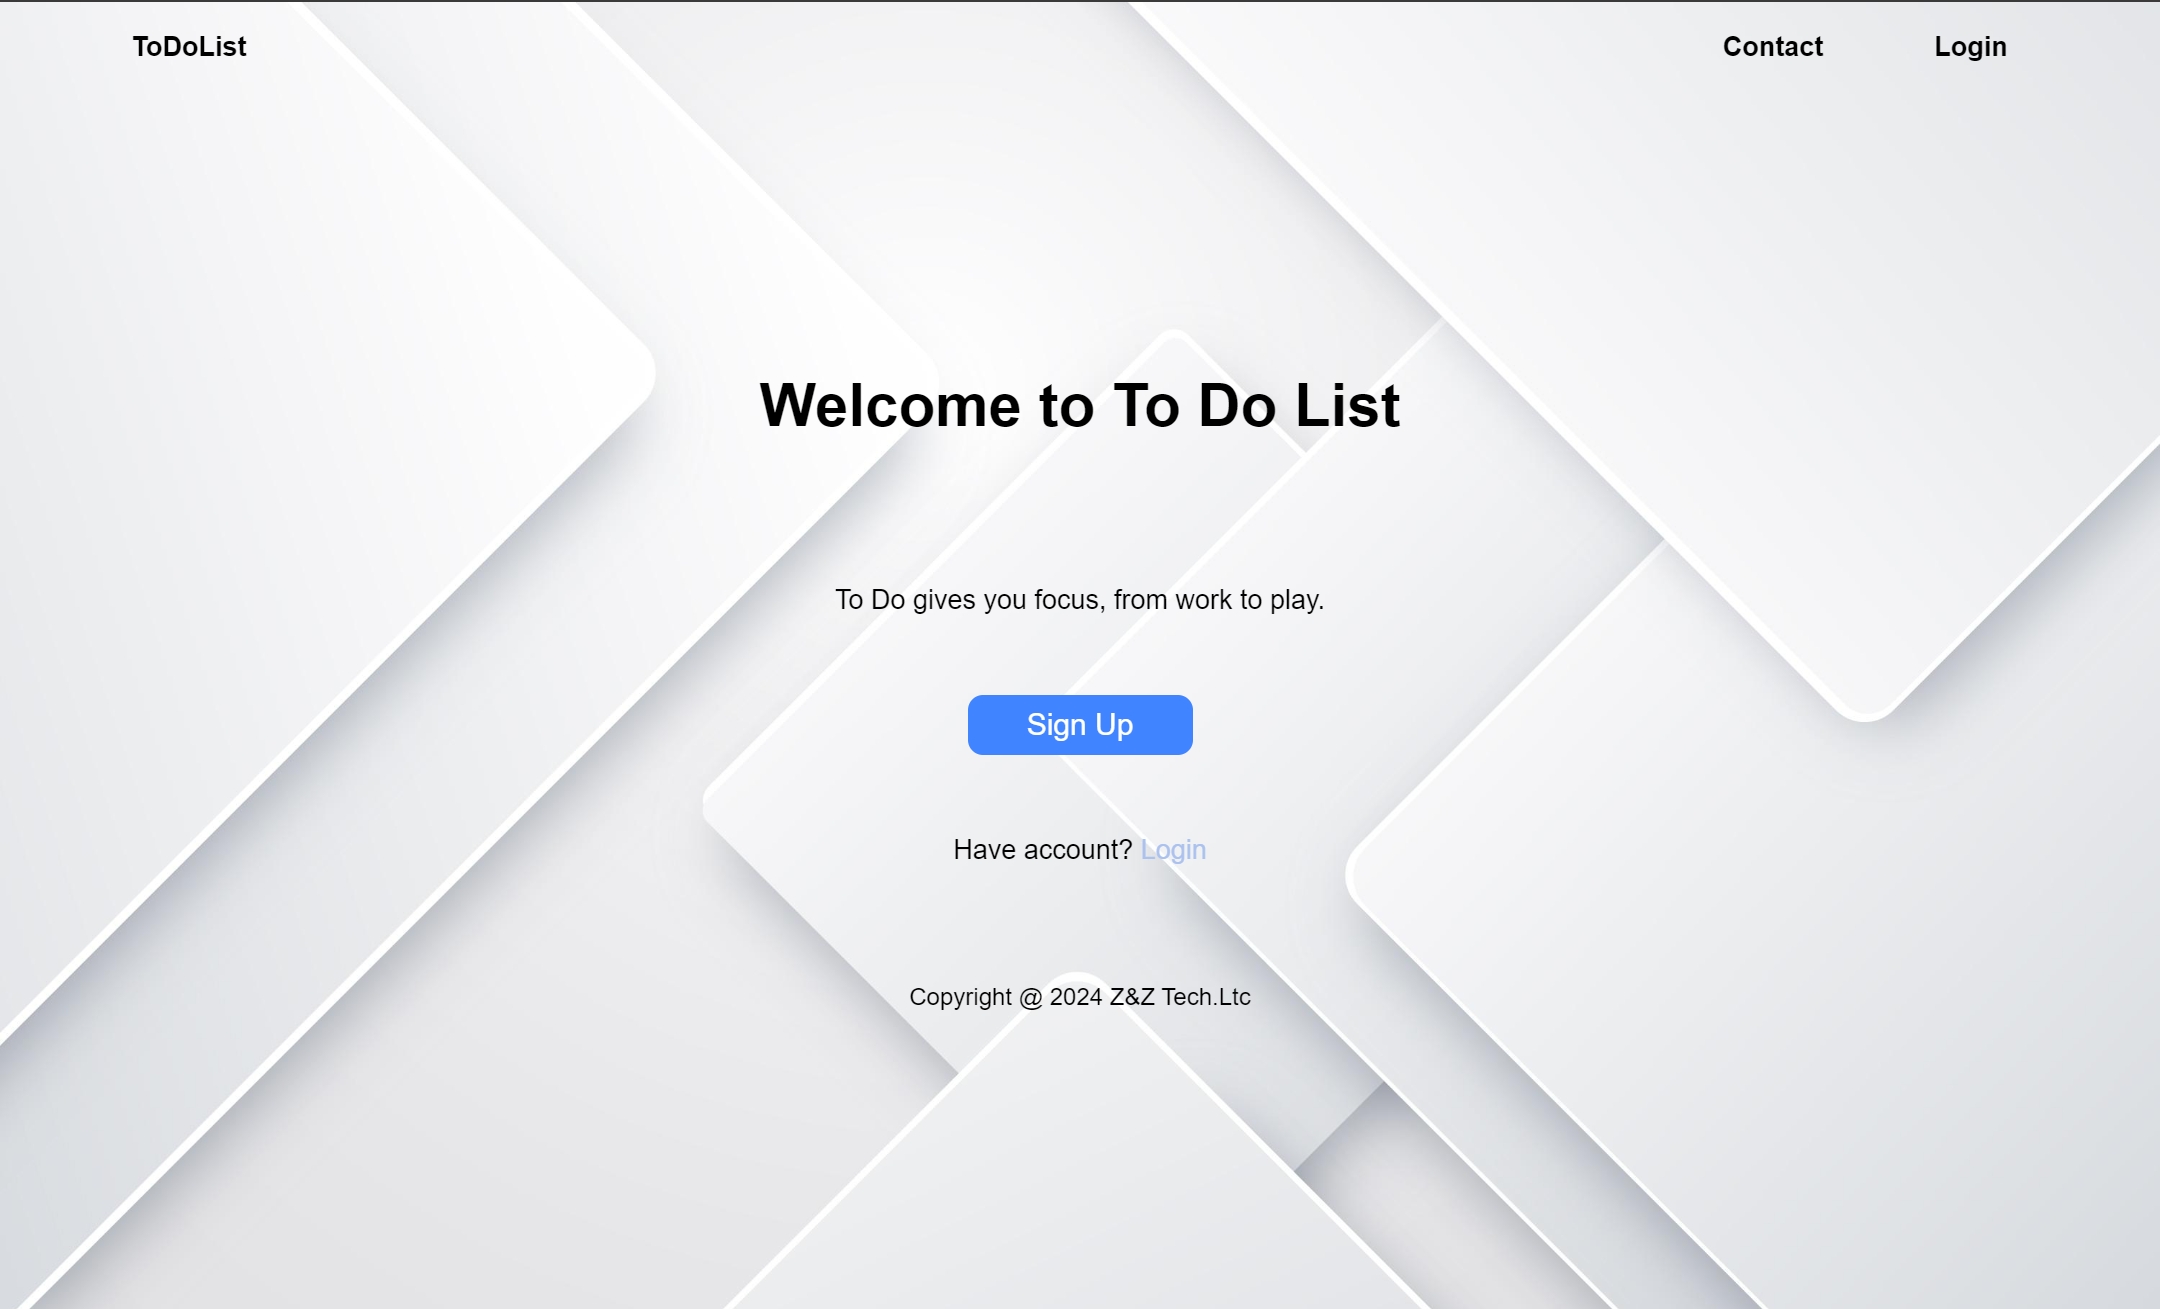 ToDoList Contact Login
Welcome to To Do List
To Do gives you focus, from work to play.
Sign Up
Have account? Login
Copyright @ 2024 Z&Z Tech.Ltc